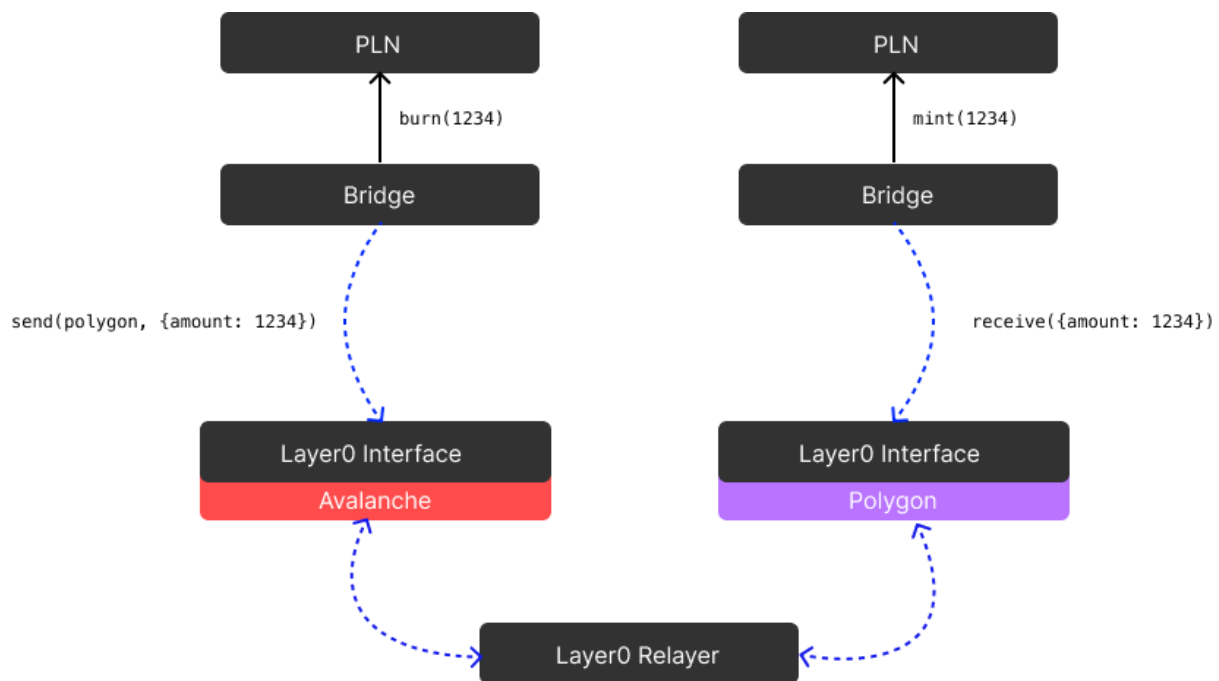 PLN
PLN
burn(1234)
mint(1234)
Bridge
Bridge
send(polygon, {amount: 1234})
receive({amount: 1234})
Layer0 Interface
Layer0 Interface
Avalanche
Polygon
Layer0 Relayer